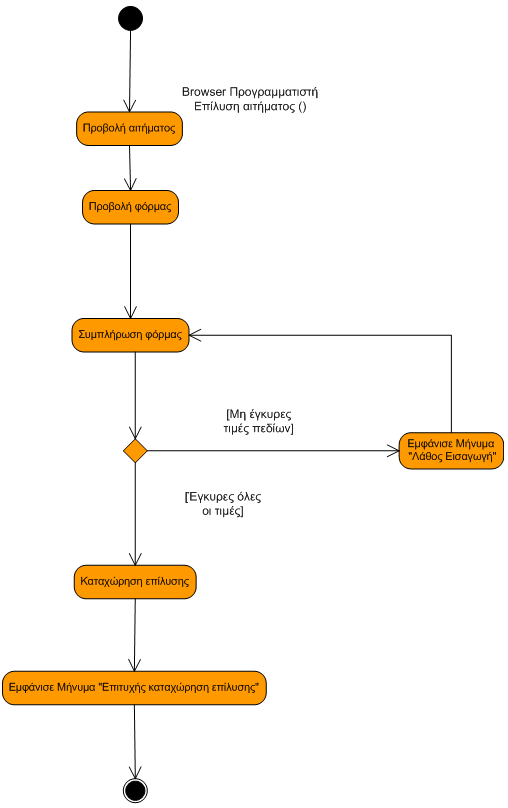 Browser Προγραμματιστή
Επίλυση αιτήματος ()
Προβολή αιτήματος
Προβολή φόρμας
Συμπλήρωση φόρμας
[Μη έγκυρες
τιμές πεδίων]
Εμφάνισε Μήνυμα
"Λάθος Εισαγωγή"
[Έγκυρες όλες
οι τιμές]
Καταχώρηση επίλυσης
Εμφάνισε Μήνυμα "Επιτυχής καταχώρηση επίλυσης"